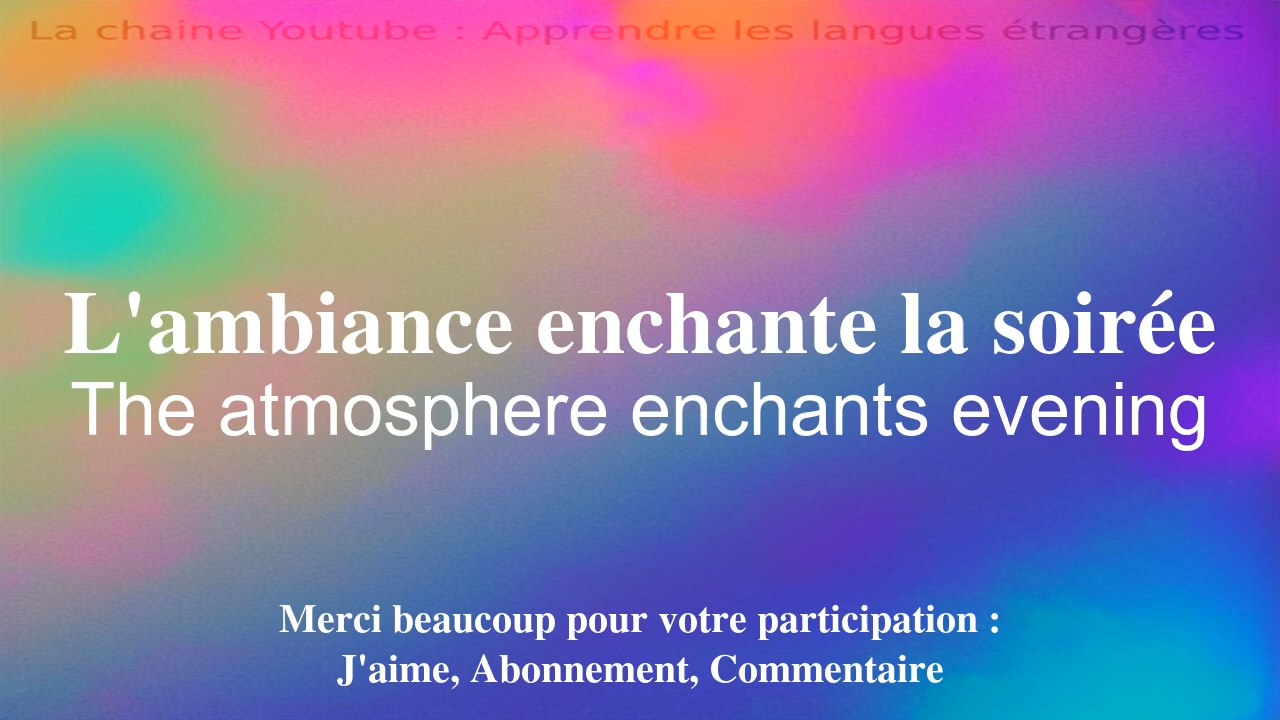 La chaine Youtube : Apprendre les langues étrangères
L'ambiance enchante la soirée
The atmosphere enchants evening
Merci beaucoup pour votre participation :
J'aime, Abonnement, Commentaire